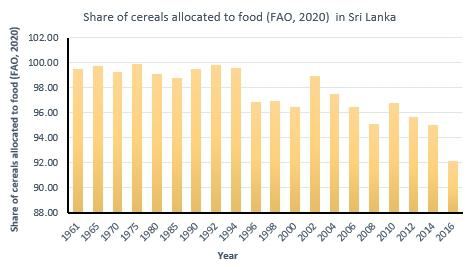 Share of cereals allocated to food (FAO, 2020)  in Sri Lanka
Share of cereals allocated to food (FAO, 2020)
102.00
100.00
98.00
96.00
94.00
92.00
90.00
88.00
1961 1965 1970 1975 1980 1985 1990 1992 1994 1996 1998 2000 2002 2004 2006 2008 2010 2012 2014 2016
Year